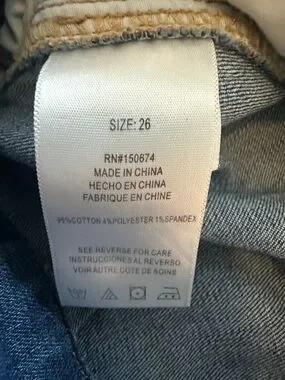 SIZE: 26
RN#150674
MADE IN CHINA
HECHO EN CHINA
FABRIQUE EN CHINE
95%COTTON 4%POLYESTER 1%SPANDEX
SEE REVERSE FOR CARE
INSTRUCCIONES AL REVERSO
VOIR AUTRE COTE DE SOINS